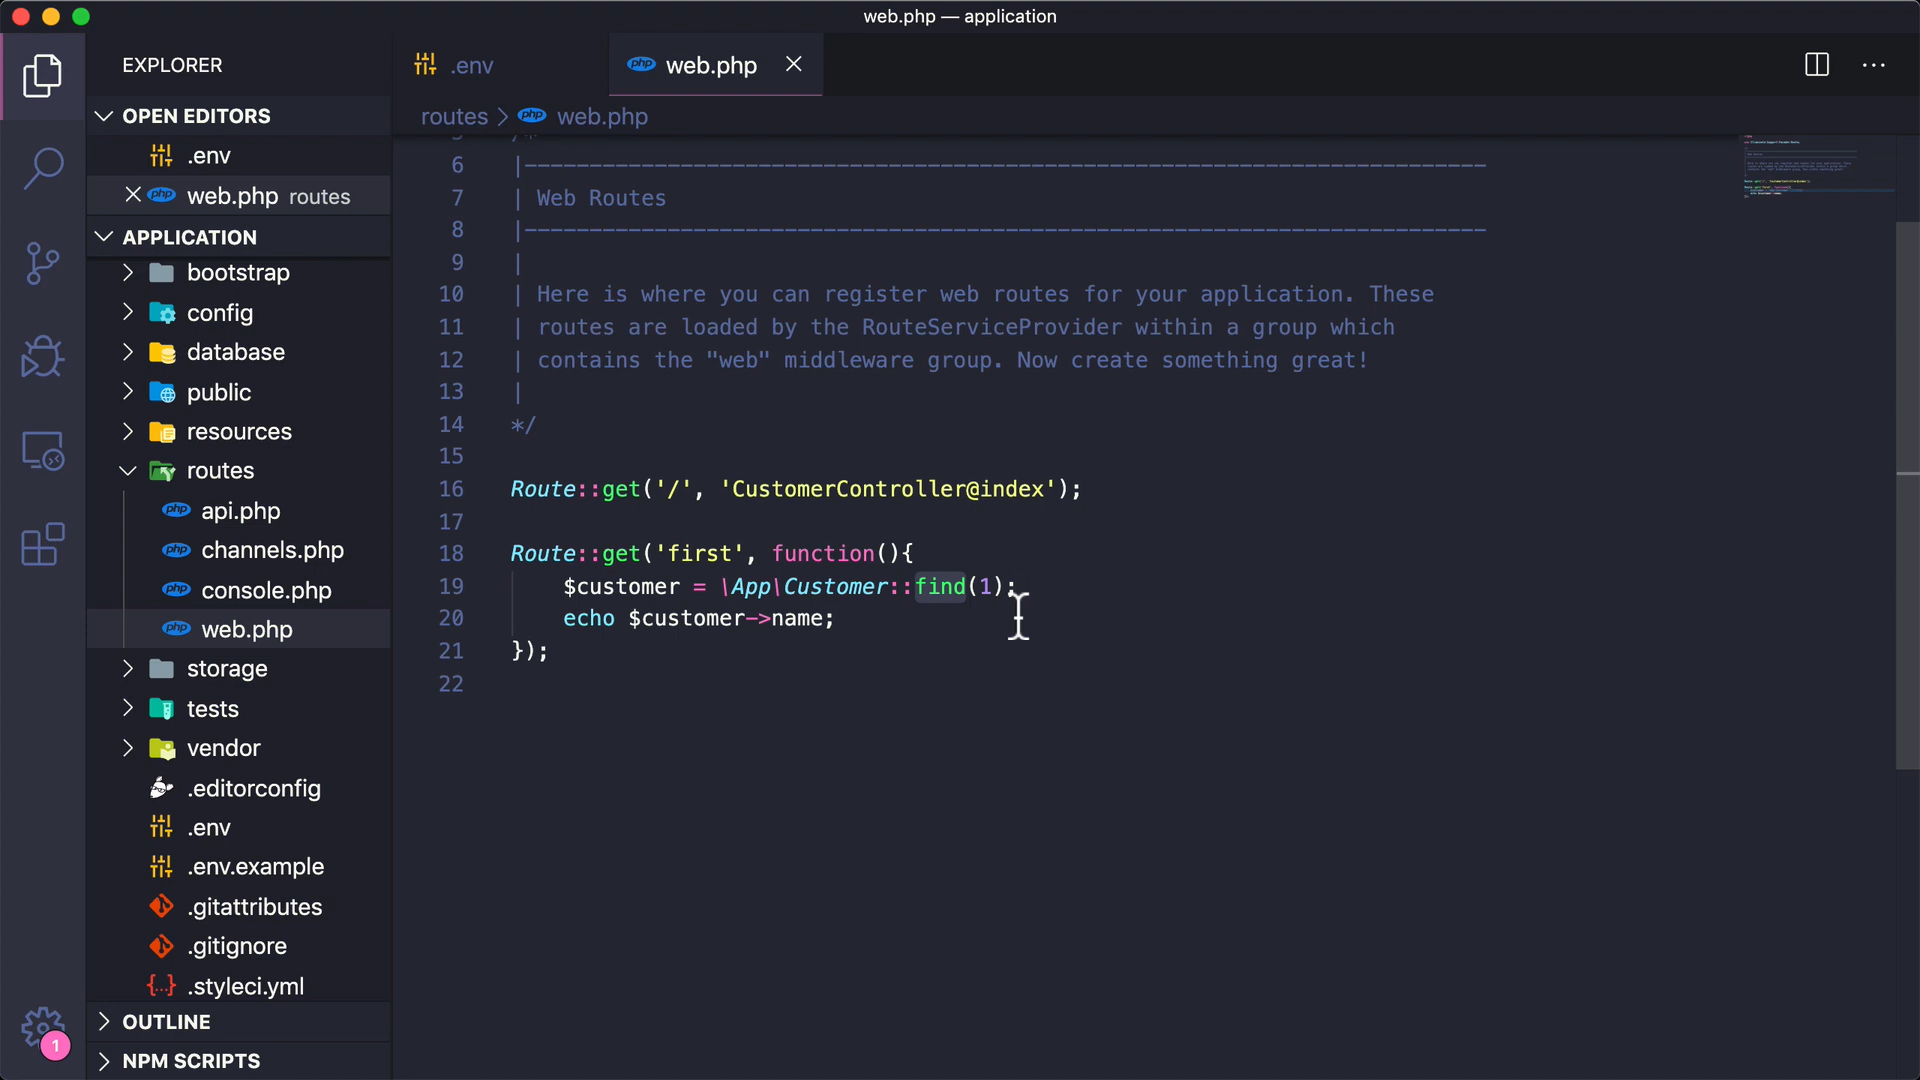 web.php — application
EXPLORER
OPEN EDITORS
.env
web.php routes
APPLICATION
bootstrap
config
database
public
resources
routes
api.php
channels.php
console.php
web.php
storage
tests
vendor
.editorconfig
.env
.env.example
.gitattributes
.gitignore
.styleci.yml
OUTLINE
NPM SCRIPTS
1
.env
web.php
routes > web.php
5 /*
6 |--------------------------------------------------------------------------
7 | Web Routes
8 |--------------------------------------------------------------------------
9 |
10 | Here is where you can register web routes for your application. These
11 | routes are loaded by the RouteServiceProvider within a group which
12 | contains the "web" middleware group. Now create something great!
13 |
14 */
15
16 Route::get('/', 'CustomerController@index');
17
18 Route::get('first', function(){
19 $customer = \App\Customer::find(1);
20 echo $customer->name;
21 });
22